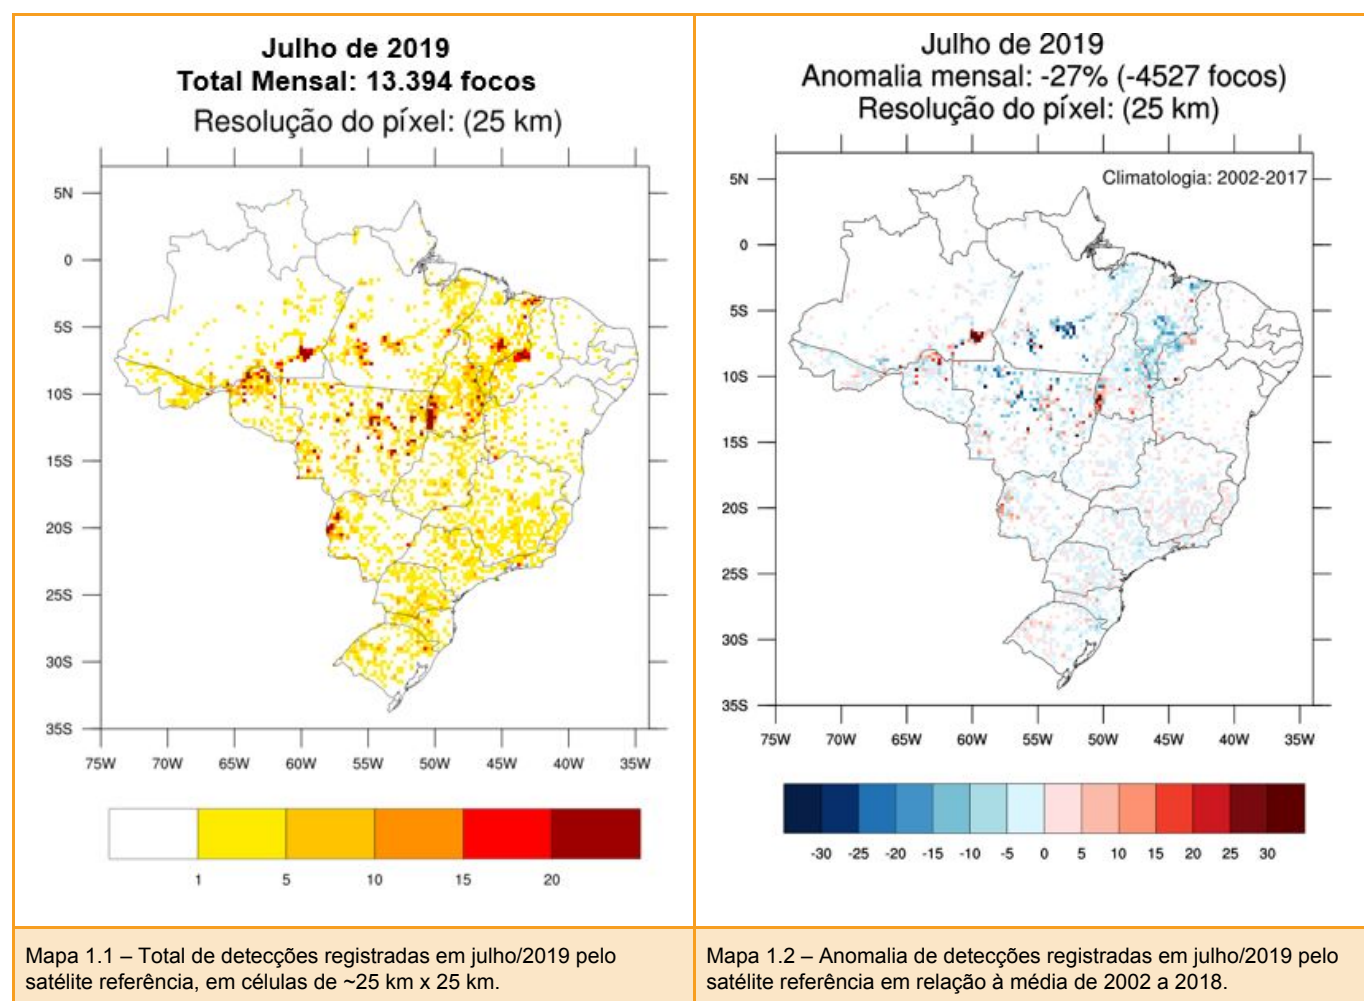 Julho de 2019
Total Mensal: 13.394 focos
Resolução do píxel: (25 km)
5N
0
5S
10S
15S
20S
25S
30S
35S
75W 70W 65W 60W 55W 50W 45W 40W 35W
1 5 10 15 20
Mapa 1.1 – Total de detecções registradas em julho/2019 pelo
satélite referência, em células de ~25 km x 25 km.
Julho de 2019
Anomalia mensal: -27% (-4527 focos)
Resolução do píxel: (25 km)
Climatologia: 2002-2017
5N
0
5S
10S
15S
20S
25S
30S
35S
75W 70W 65W 60W 55W 50W 45W 40W 35W
-30 -25 -20 -15 -10 -5 0 5 10 15 20 25 30
Mapa 1.2 – Anomalia de detecções registradas em julho/2019 pelo
satélite referência em relação à média de 2002 a 2018.